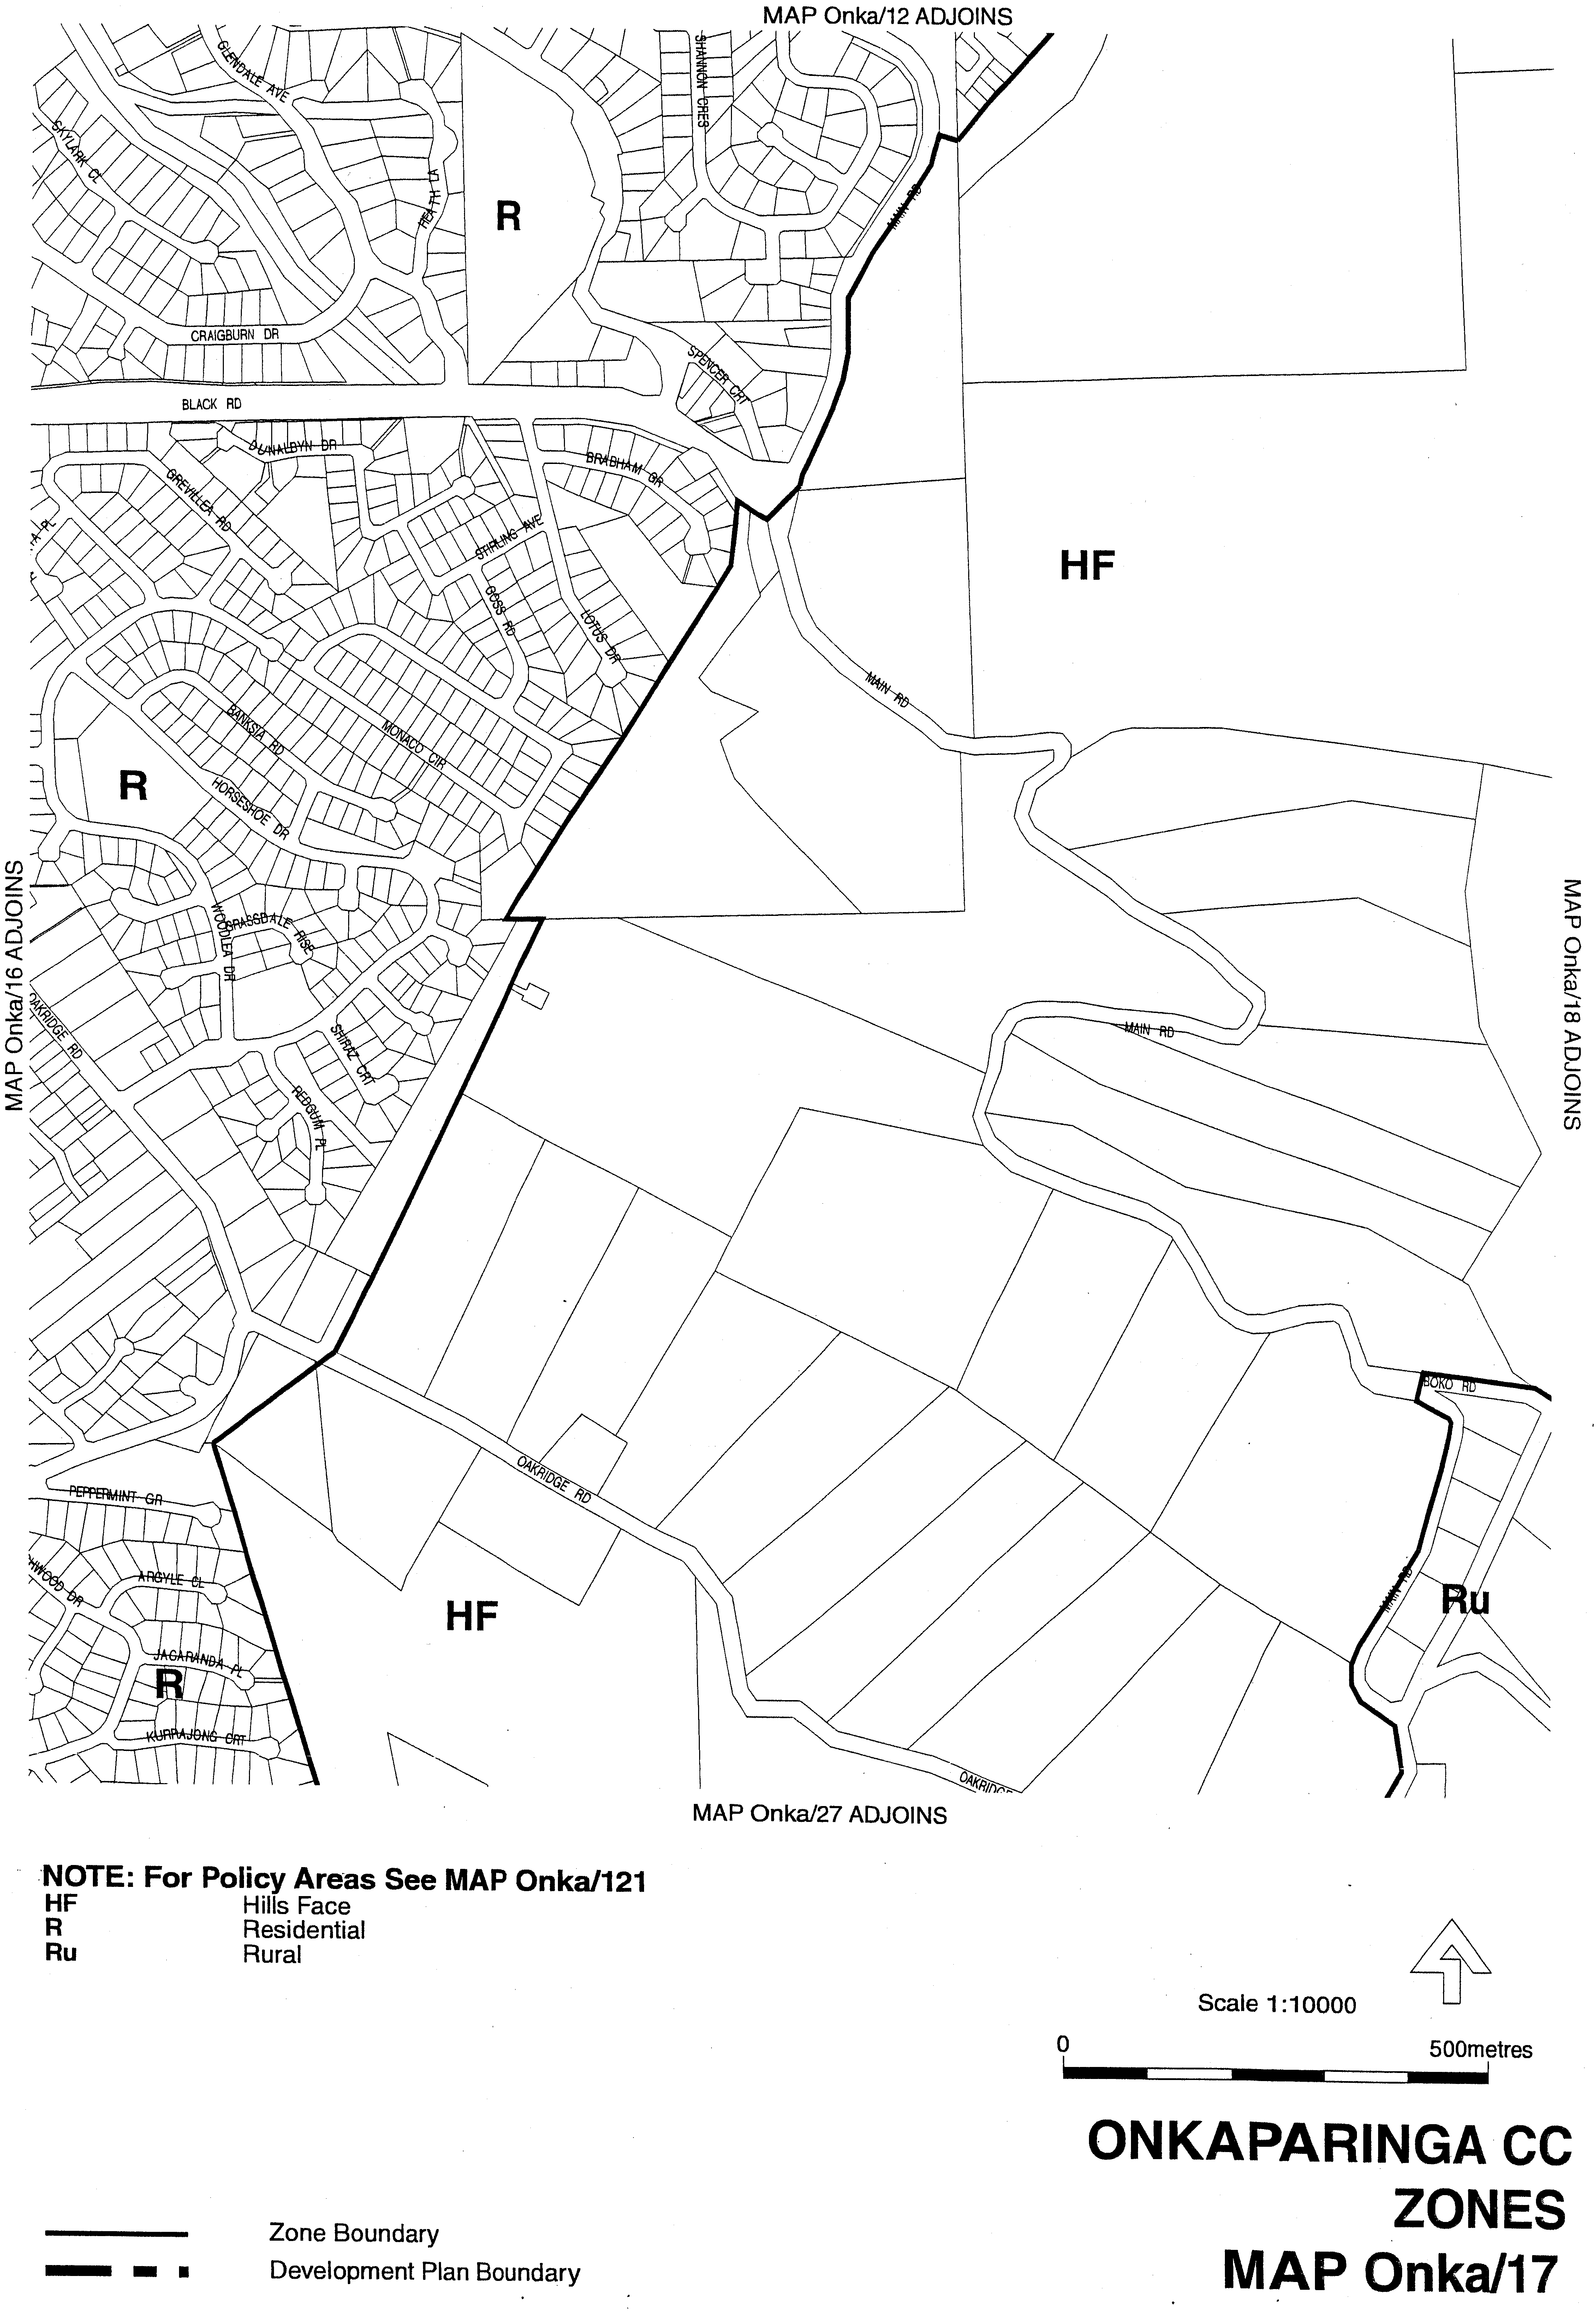 MAP Onka/12 ADJOINS
GLENDALE AVE
SHANNON CRES
SKYLARK CL
HEATH LA
R
MAIN RD
CRAIGBURN DR
SPENCER CRT
BLACK RD
DUNALBYN DR
BRABHAM GR
GREVILLEA RD
STIRLING AVE
HF
GOSS RD
LOTUS DR
MAIN RD
BANKSIA RD
MONACO CIR
R
HORSESHOE DR
MAP Onka/16 ADJOINS
MAP Onka/18 ADJOINS
WOODLEA DR
GRASSDALE RISE
OAKRIDGE RD
SHIRAZ CRT
MAIN RD
REDGUM PL
BOKO RD
OAKRIDGE RD
PEPPERMINT GR
HWOOD DR
ARGYLE CL
MAIN RD
Ru
HF
JACARANDA PL
R
KURRAJONG CRT
OAKRIDGE
MAP Onka/27 ADJOINS
NOTE: For Policy Areas See MAP Onka/121
HF Hills Face
R Residential
Ru Rural
Scale 1:10000
0 500metres
ONKAPARINGA CC
ZONES
MAP Onka/17
Zone Boundary
Development Plan Boundary